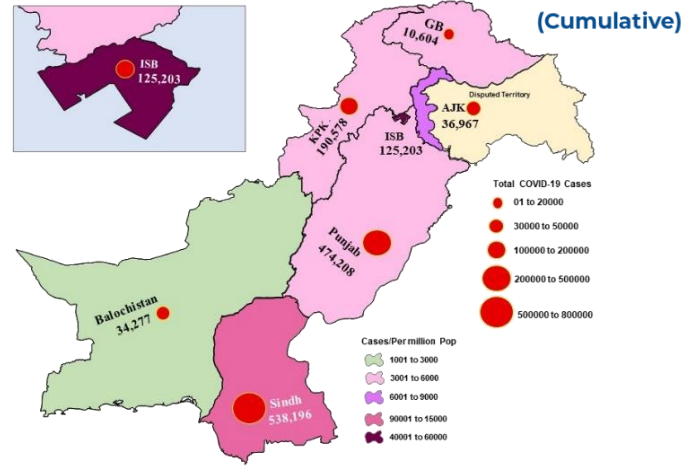 (Cumulative)
ISB
125,203
GB
10,604
Disputed Territory
AJK
36,967
KPK
190,578
ISB
125,203
Punjab
474,208
Balochistan
34,277
Sindh
538,196
Total COVID-19 Cases
01 to 20000
30000 to 50000
100000 to 200000
200000 to 500000
500000 to 800000
Cases/Per million Pop
1001 to 3000
3001 to 6000
6001 to 9000
90001 to 15000
40001 to 60000